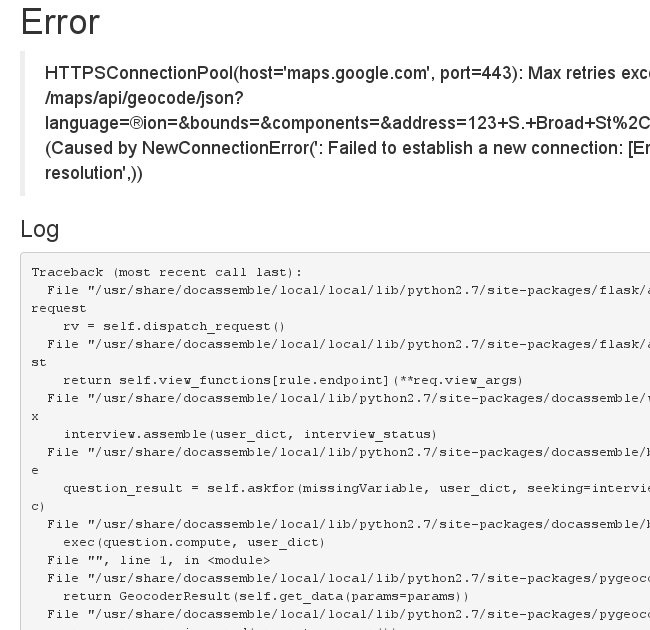 Error
HTTPSConnectionPool(host='maps.google.com', port=443): Max retries exc
/maps/api/geocode/json?
language=®ion=&bounds=&components=&address=123+S.+Broad+St%2C
(Caused by NewConnectionError(': Failed to establish a new connection: [Er
resolution',))
Log
Traceback (most recent call last):
  File "/usr/share/docassemble/local/local/lib/python2.7/site-packages/flask/a
request
    rv = self.dispatch_request()
  File "/usr/share/docassemble/local/local/lib/python2.7/site-packages/flask/a
st
    return self.view_functions[rule.endpoint](**req.view_args)
  File "/usr/share/docassemble/local/local/lib/python2.7/site-packages/docassemble/w
x
    interview.assemble(user_dict, interview_status)
  File "/usr/share/docassemble/local/local/lib/python2.7/site-packages/docassemble/b
e
    question_result = self.askfor(missingVariable, user_dict, seeking=intervie
c)
  File "/usr/share/docassemble/local/local/lib/python2.7/site-packages/docassemble/b
    exec(question.compute, user_dict)
  File "", line 1, in <module>
  File "/usr/share/docassemble/local/local/lib/python2.7/site-packages/pygeoco
    return GeocoderResult(self.get_data(params=params))
  File "/usr/share/docassemble/local/local/lib/python2.7/site-packages/pygeoco